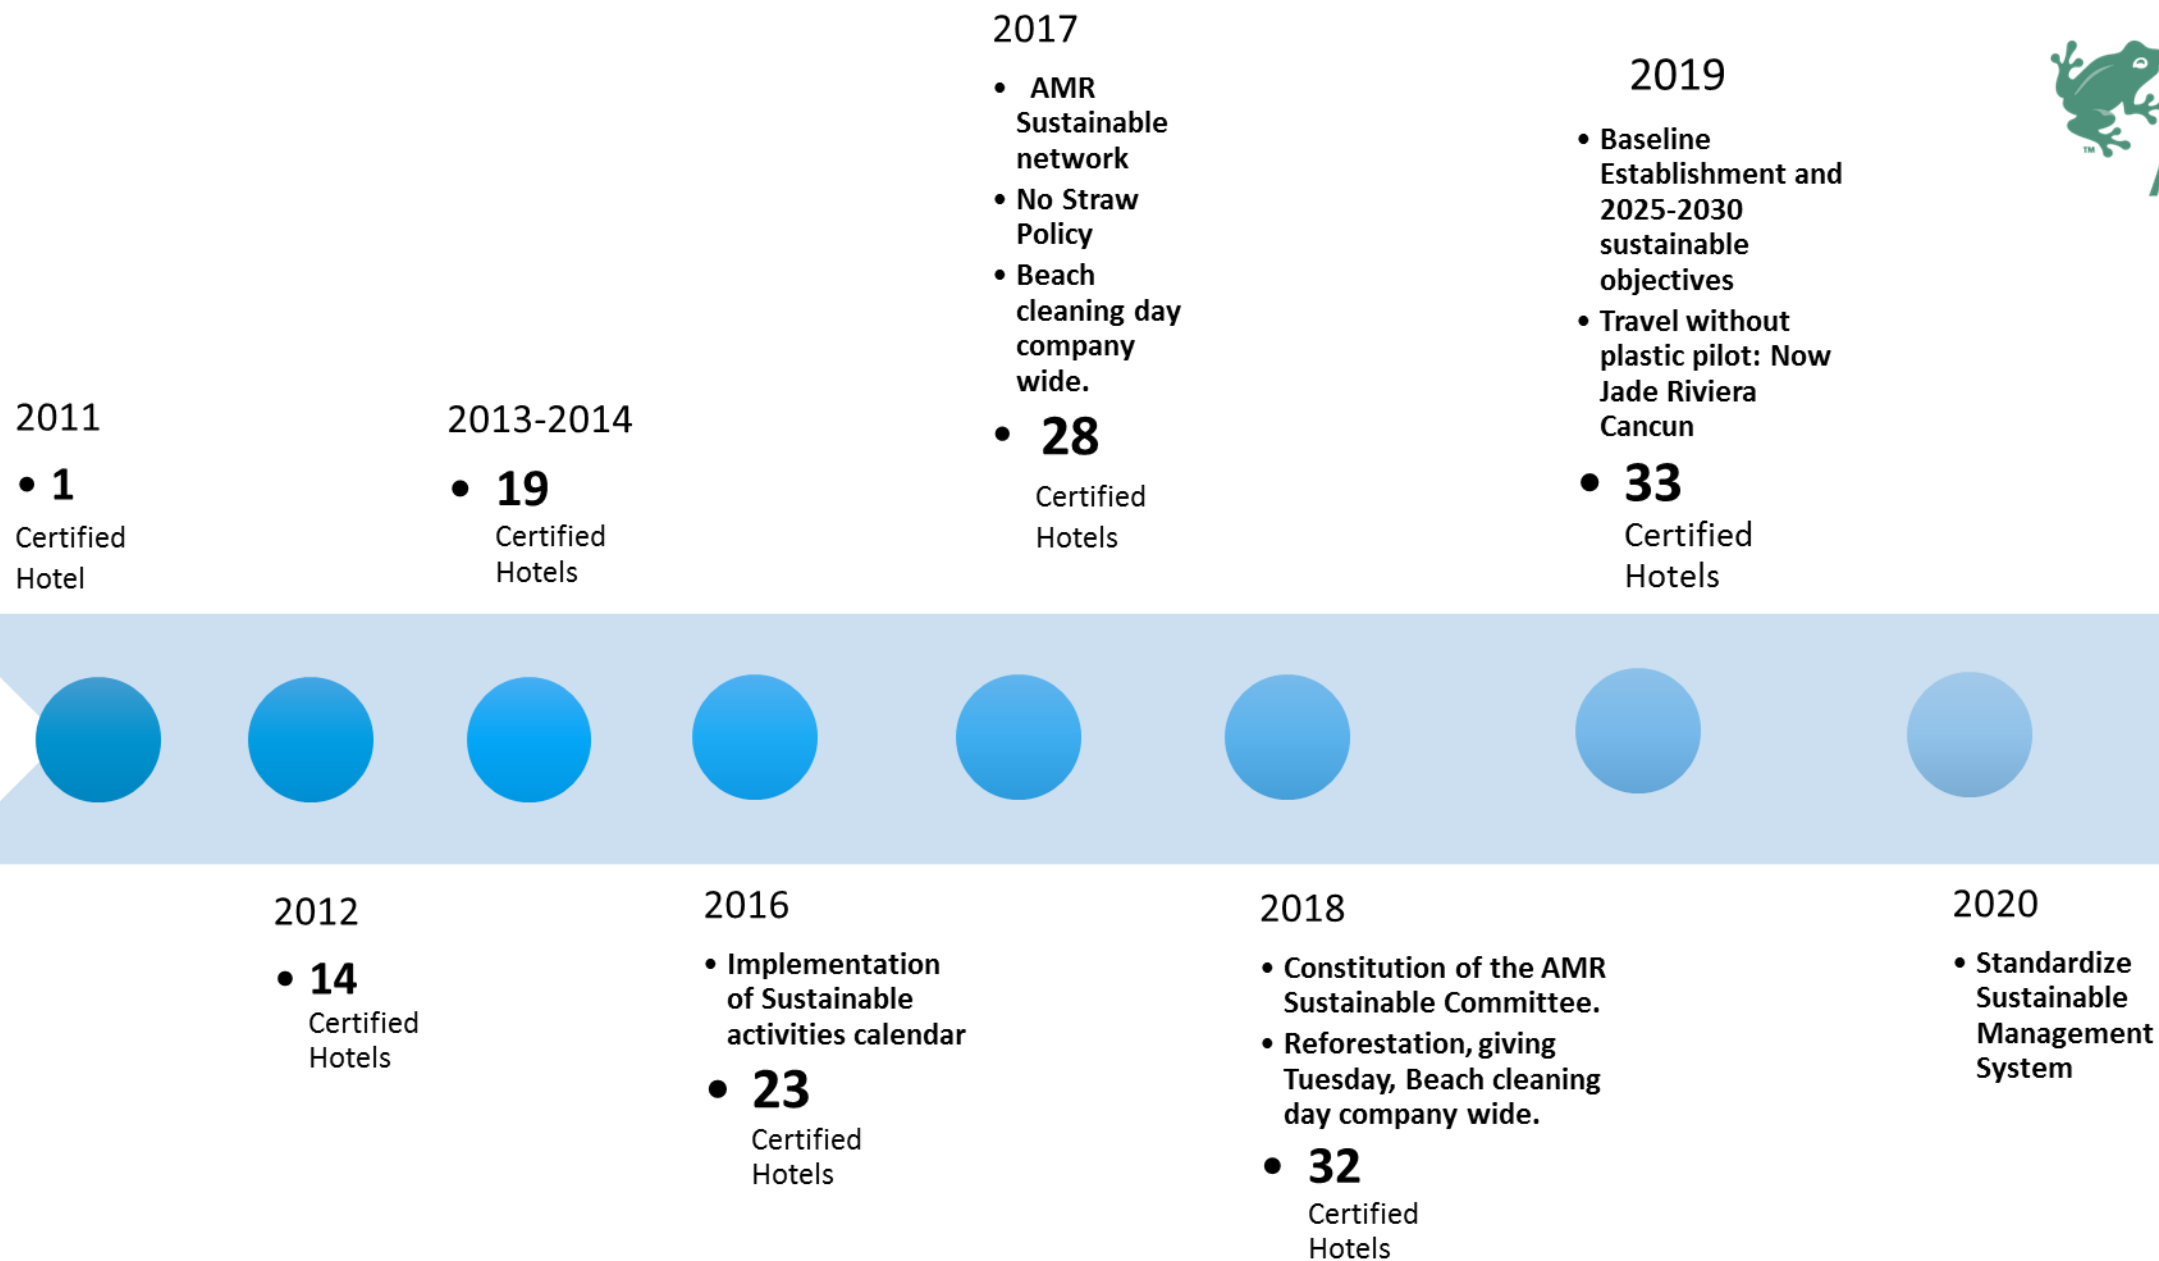 2011
• 1
Certified
Hotel
2012
• 14
Certified
Hotels
2013-2014
• 19
Certified
Hotels
2016
• Implementation
of Sustainable
activities calendar
• 23
Certified
Hotels
2017
• AMR
Sustainable
network
• No Straw
Policy
• Beach
cleaning day
company
wide.
• 28
Certified
Hotels
2018
• Constitution of the AMR
Sustainable Committee.
• Reforestation, giving
Tuesday, Beach cleaning
day company wide.
• 32
Certified
Hotels
2019
• Baseline
Establishment and
2025-2030
sustainable
objectives
• Travel without
plastic pilot: Now
Jade Riviera
Cancun
• 33
Certified
Hotels
2020
• Standardize
Sustainable
Management
System
TM